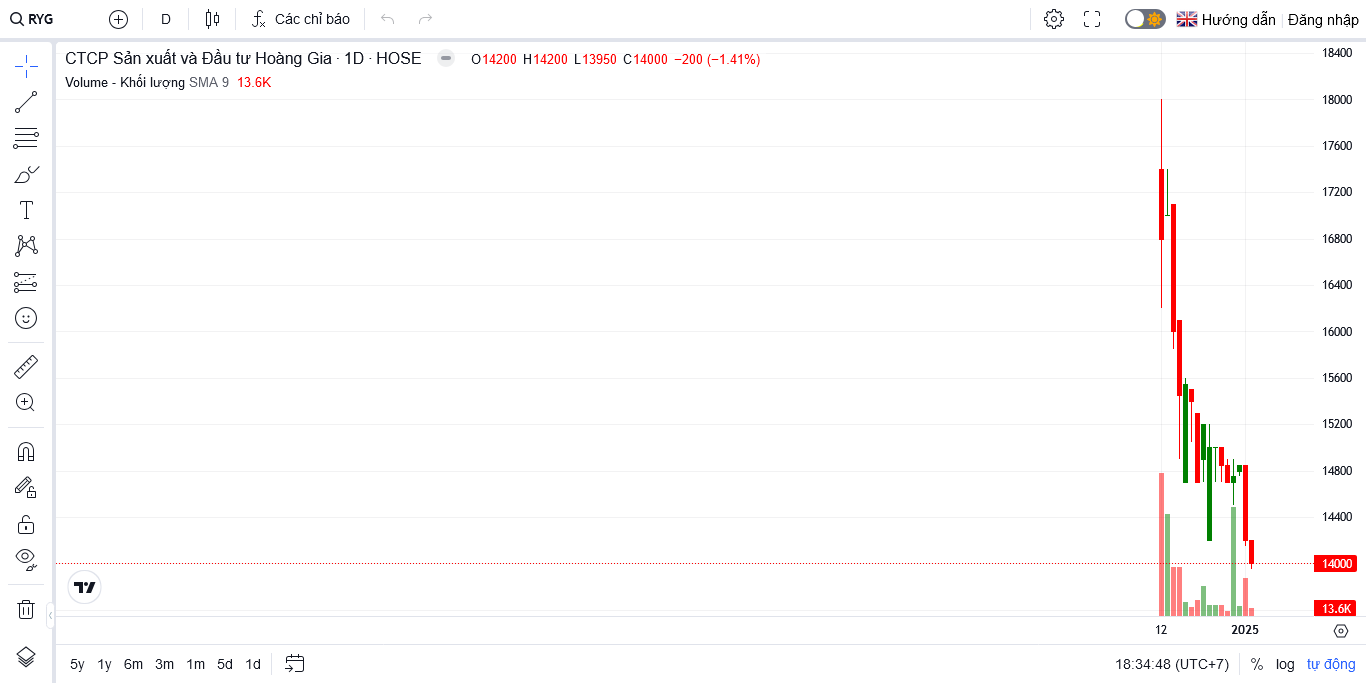 RYG D Các chỉ báo Hướng dẫn Đăng nhập
CTCP Sản xuất và Đầu tư Hoàng Gia · 1D · HOSE O14200 H14200 L13950 C14000 −200 (−1.41%)
Volume - Khối lượng SMA 9 13.6K
18400
18000
17600
17200
16800
16400
16000
15600
15200
14800
14400
14000
13.6K
12 2025
5y 1y 6m 3m 1m 5d 1d 18:34:48 (UTC+7) % log tự động